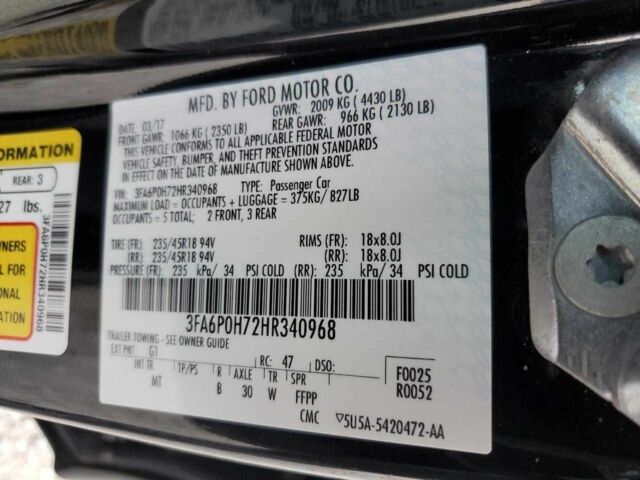 MFD. BY FORD MOTOR CO.
DATE: 03/17 GVWR: 2009 KG ( 4430 LB)
FRONT GAWR: 1066 KG ( 2350 LB) REAR GAWR: 966 KG ( 2130 LB)
THIS VEHICLE CONFORMS TO ALL APPLICABLE FEDERAL MOTOR
VEHICLE SAFETY, BUMPER, AND THEFT PREVENTION STANDARDS
IN EFFECT ON THE DATE OF MANUFACTURE SHOWN ABOVE.
VIN: 3FA6P0H72HR340968 TYPE: Passenger Car
MAXIMUM LOAD = OCCUPANTS + LUGGAGE = 375KG/ 827LB
OCCUPANTS = 5 TOTAL: 2 FRONT, 3 REAR
TIRE (FR): 235/45R18 94V RIMS (FR): 18x8.0J
(RR): 235/45R18 94V (RR): 18x8.0J
PRESSURE (FR): 235 kPa/ 34 PSI COLD (RR): 235 kPa/ 34 PSI COLD
3FA6P0H72HR340968
TRAILER TOWING - SEE OWNER GUIDE
EXT PNT: G1 RC: 47 DSO:
INT TR TP/PS R AXLE TR SPR F0025
MT B 30 W FFPP R0052
CMC 5U5A-5420472-AA
FORMATION
REAR: 3
27 lbs.
WNERS
L FOR
ONAL
3FA6P0H72HR340968